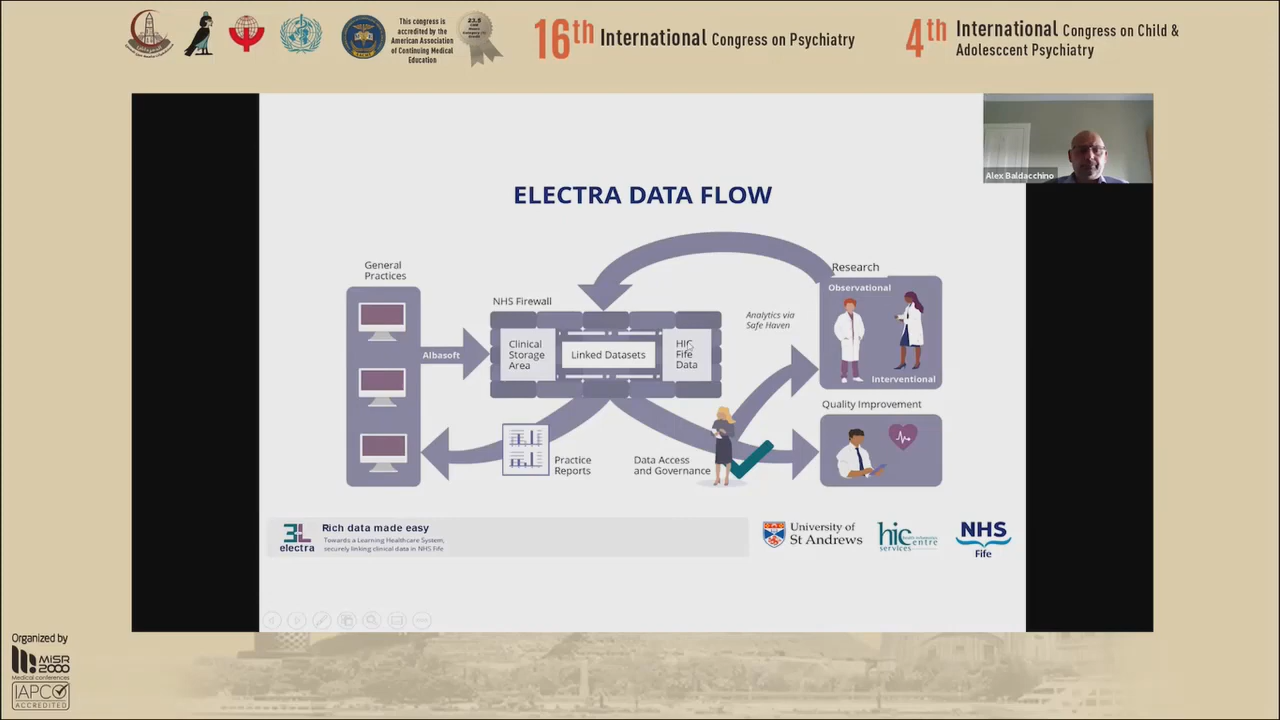 This congress is
accredited by the
American Association
of Continuing Medical
Education
16th International Congress on Psychiatry
4th International Congress on Child &
Adolesccent Psychiatry
Alex Baldacchino
ELECTRA DATA FLOW
General
Practices
Albasoft
NHS Firewall
Clinical
Storage
Area
Linked Datasets
HIC
Fife
Data
Analytics via
Safe Haven
Research
Observational
Interventional
Quality Improvement
Practice
Reports
Data Access
and Governance
3L
electra
Rich data made easy
Towards a Learning Healthcare System,
securely linking clinical data in NHS Fife
University of
St Andrews
hic
services
NHS
Fife
Organized by
MISR
2000
Medical conferences
IAPCO
ACCREDITED